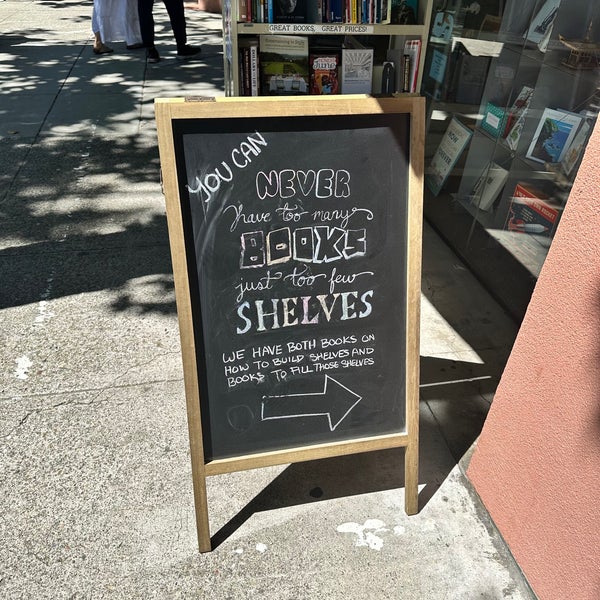 GREAT BOOKS, GREAT PRICES!
YOU CAN
NEVER
have too many
BOOKS
just too few
SHELVES
WE HAVE BOTH BOOKS ON
HOW TO BUILD SHELVES AND
BOOKS TO FILL THOSE SHELVES